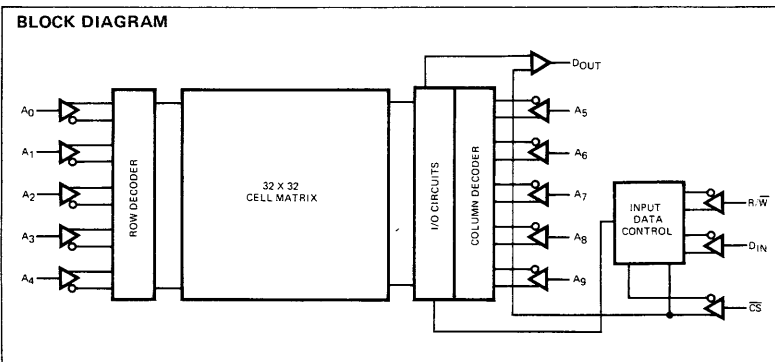 BLOCK DIAGRAM
DOUT
A0
A1
A2
A3
A4
ROW DECODER
32 X 32
CELL MATRIX
I/O CIRCUITS
COLUMN DECODER
A5
A6
A7
A8
A9
INPUT
DATA
CONTROL
R/W̅
DIN
C̅S̅